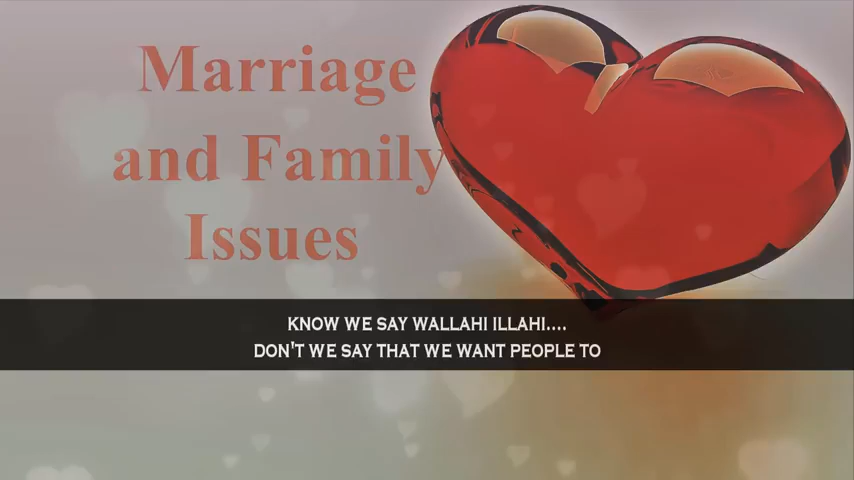 Marriage
and Family
Issues
KNOW WE SAY WALLAHI ILLAHI....
DON'T WE SAY THAT WE WANT PEOPLE TO